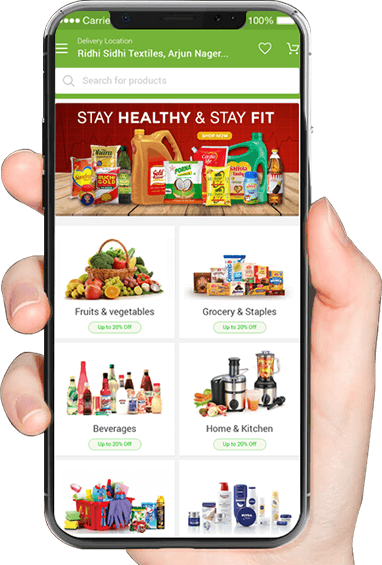 Carrie 100%
Delivery Location
Ridhi Sidhi Textiles, Arjun Nager...
Search for products
STAY HEALTHY & STAY FIT
SHOP NOW
Fruits & vegetables
Grocery & Staples
Up to 20% Off
Up to 20% Off
Beverages
Home & Kitchen
Up to 20% Off
Up to 20% Off
NIVEA